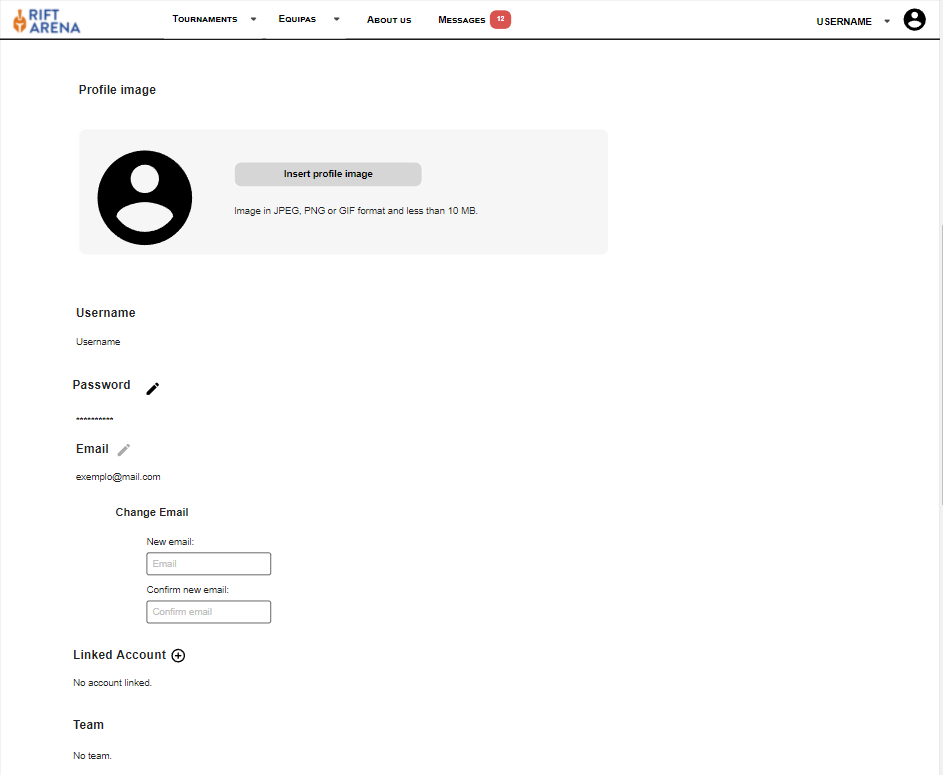 RIFT
ARENA
TOURNAMENTS
EQUIPAS
ABOUT US
MESSAGES 12
USERNAME
Profile image
Insert profile image
Image in JPEG, PNG or GIF format and less than 10 MB.
Username
Username
Password
**********
Email
exemplo@mail.com
Change Email
New email:
Email
Confirm new email:
Confirm email
Linked Account
No account linked.
Team
No team.